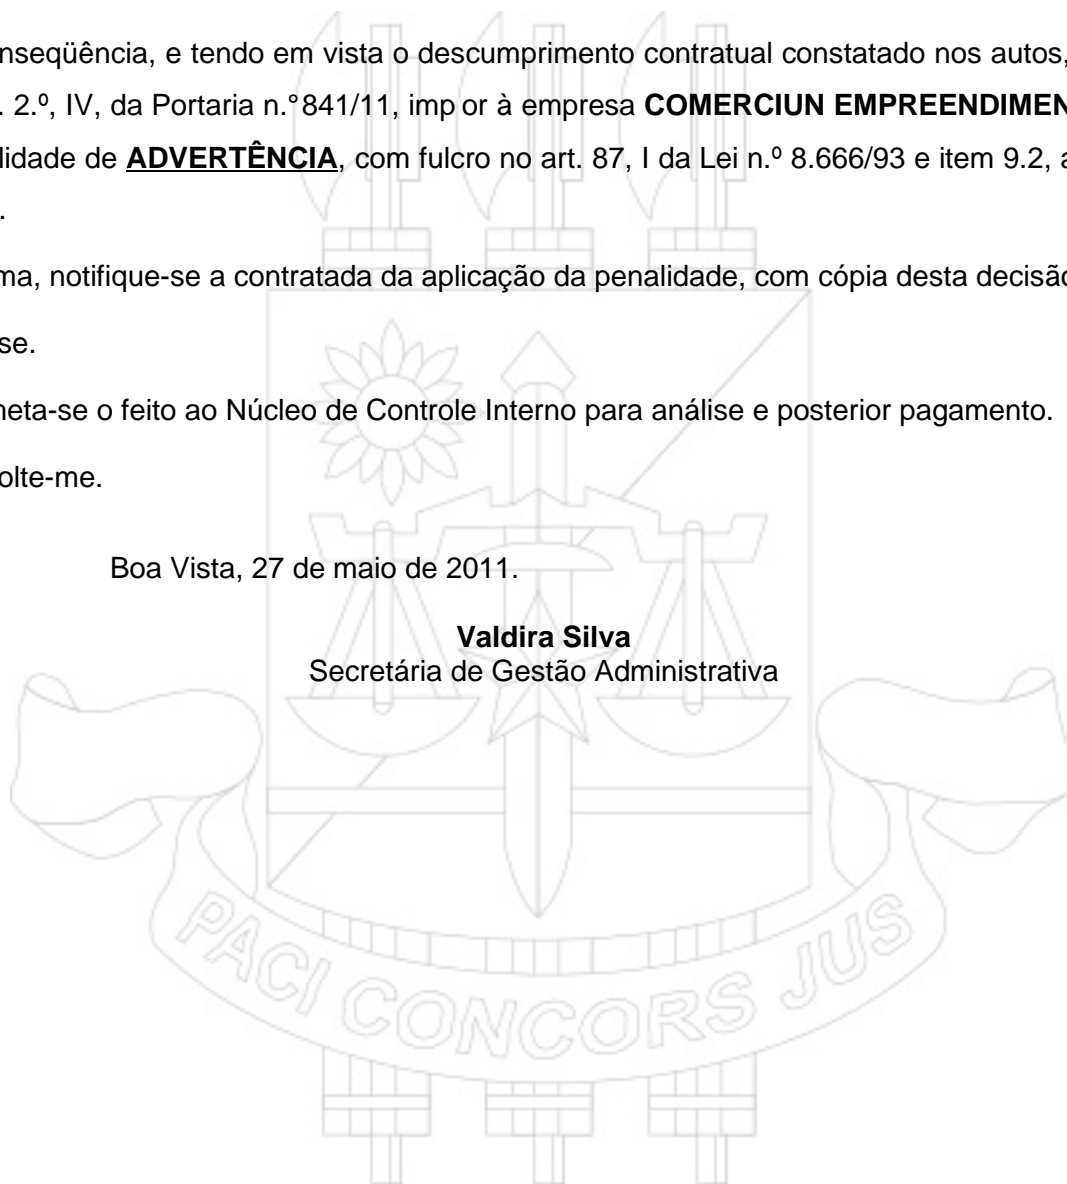 nseqüência, e tendo em vista o descumprimento contratual constatado nos autos,
. 2.º, IV, da Portaria n.° 841/11, imp or à empresa COMERCIUN EMPREENDIMEN
lidade de ADVERTÊNCIA, com fulcro no art. 87, I da Lei n.º 8.666/93 e item 9.2, a
.
ma, notifique-se a contratada da aplicação da penalidade, com cópia desta decisão
se.
neta-se o feito ao Núcleo de Controle Interno para análise e posterior pagamento.
olte-me.
Boa Vista, 27 de maio de 2011.
Valdira Silva
Secretária de Gestão Administrativa
PACI CONCORS JUS